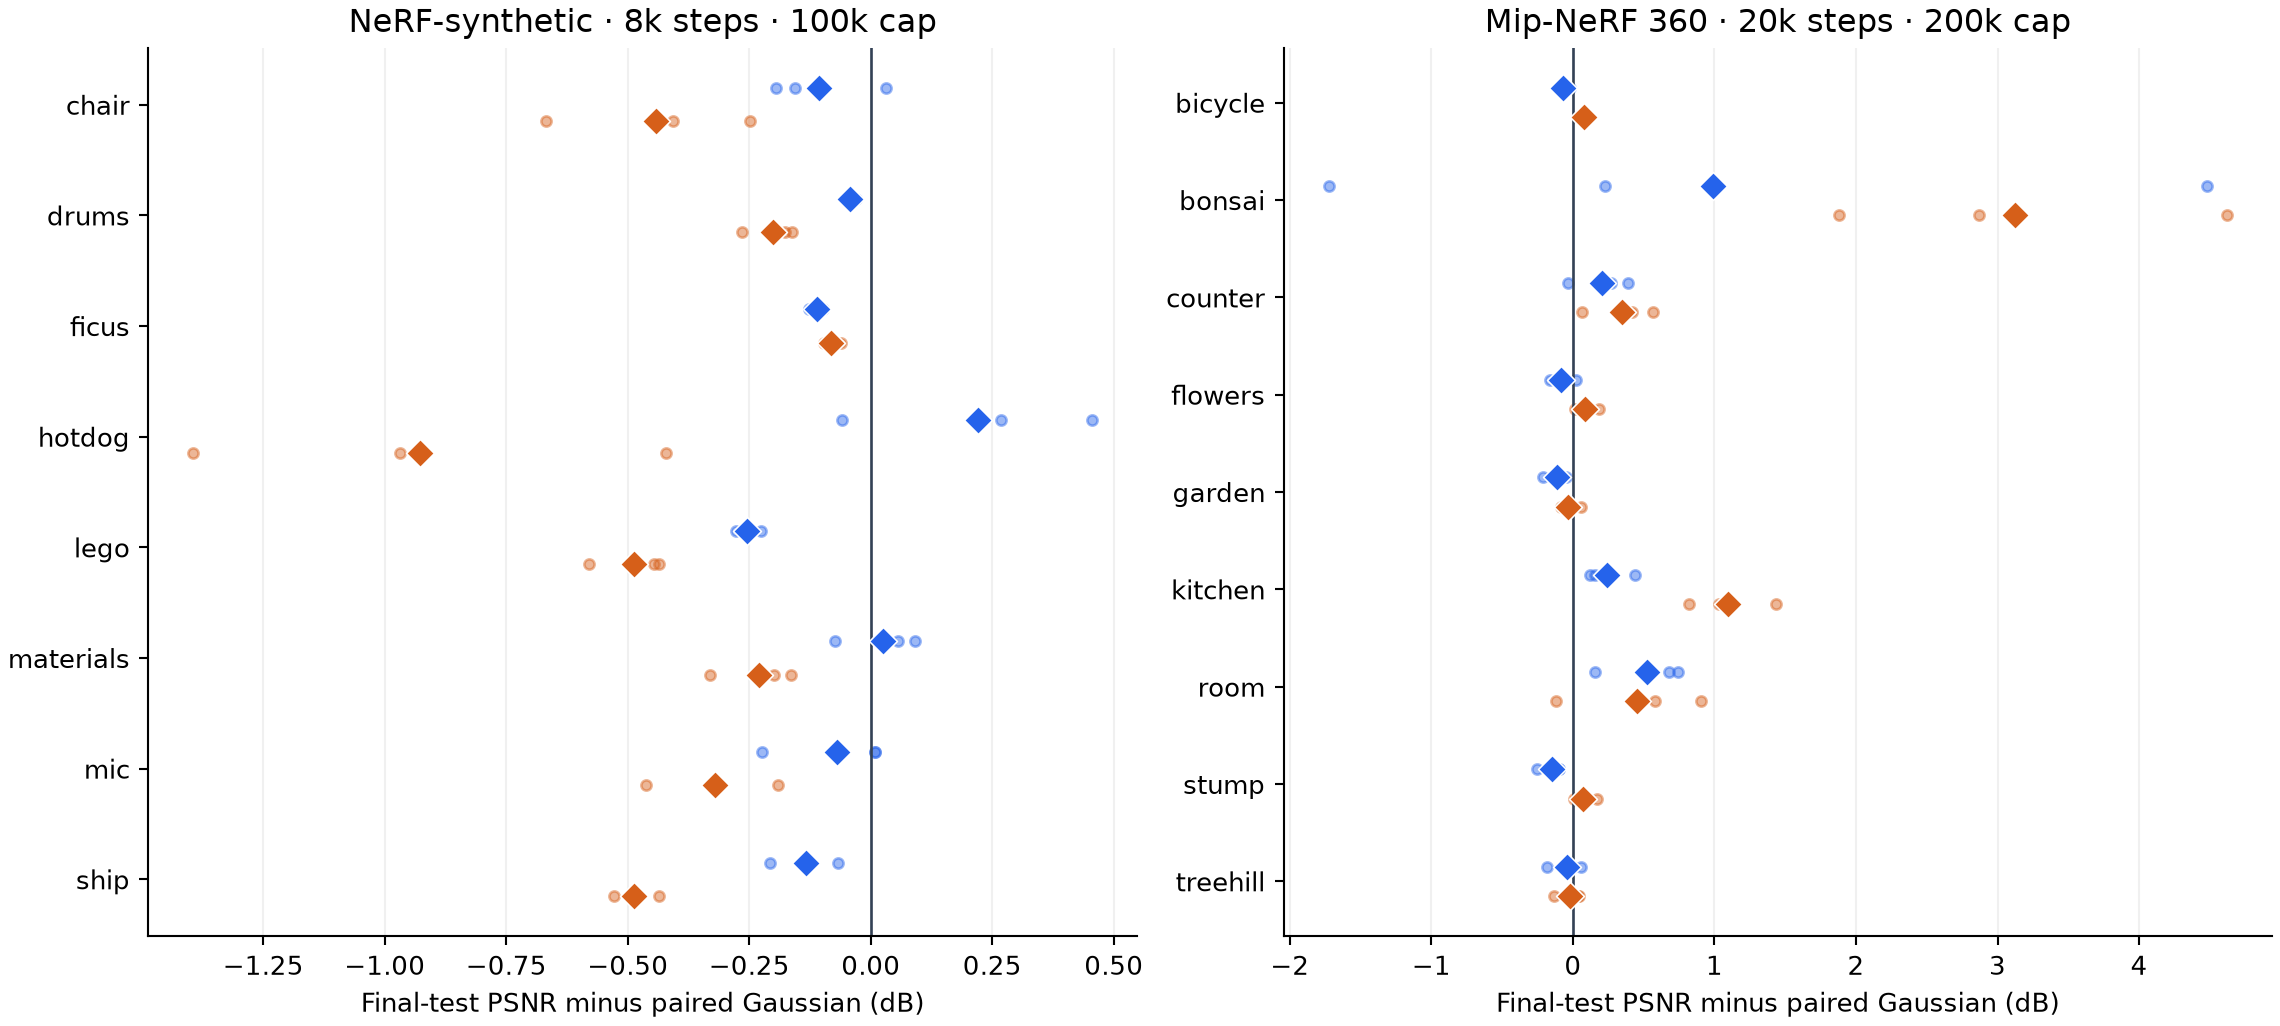 NeRF-synthetic · 8k steps · 100k cap
chair
drums
ficus
hotdog
lego
materials
mic
ship
−1.25 −1.00 −0.75 −0.50 −0.25 0.00 0.25 0.50
Final-test PSNR minus paired Gaussian (dB)
Mip-NeRF 360 · 20k steps · 200k cap
bicycle
bonsai
counter
flowers
garden
kitchen
room
stump
treehill
−2 −1 0 1 2 3 4
Final-test PSNR minus paired Gaussian (dB)